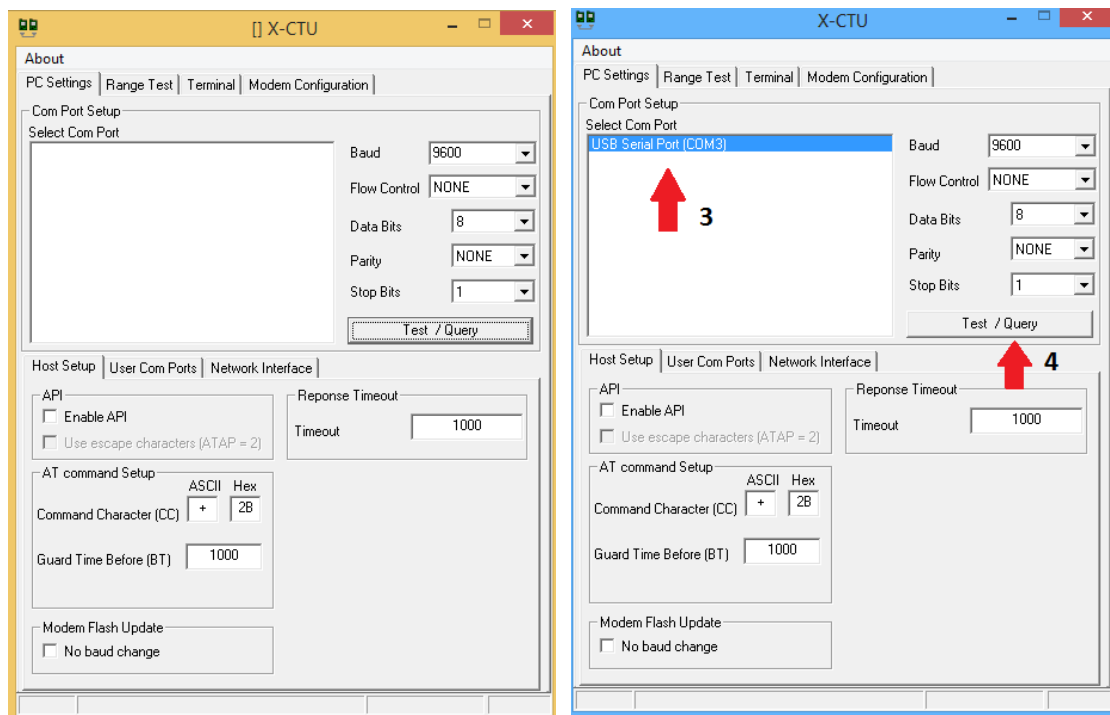 [] X-CTU
About
PC Settings Range Test Terminal Modem Configuration
Com Port Setup
Select Com Port
Baud 9600
Flow Control NONE
Data Bits 8
Parity NONE
Stop Bits 1
Test / Query
Host Setup User Com Ports Network Interface
API
Enable API
Use escape characters (ATAP = 2)
Reponse Timeout
Timeout 1000
AT command Setup
ASCII Hex
Command Character (CC) + 2B
Guard Time Before (BT) 1000
Modem Flash Update
No baud change
X-CTU
About
PC Settings Range Test Terminal Modem Configuration
Com Port Setup
Select Com Port
USB Serial Port (COM3)
3
Baud 9600
Flow Control NONE
Data Bits 8
Parity NONE
Stop Bits 1
Test / Query
4
Host Setup User Com Ports Network Interface
API
Enable API
Use escape characters (ATAP = 2)
Reponse Timeout
Timeout 1000
AT command Setup
ASCII Hex
Command Character (CC) + 2B
Guard Time Before (BT) 1000
Modem Flash Update
No baud change